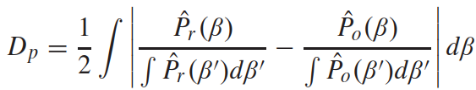 $D_p = \frac{1}{2} \int \left| \frac{\hat{P}_r(\beta)}{\int \hat{P}_r(\beta')d\beta'} - \frac{\hat{P}_o(\beta)}{\int \hat{P}_o(\beta')d\beta'} \right| d\beta$